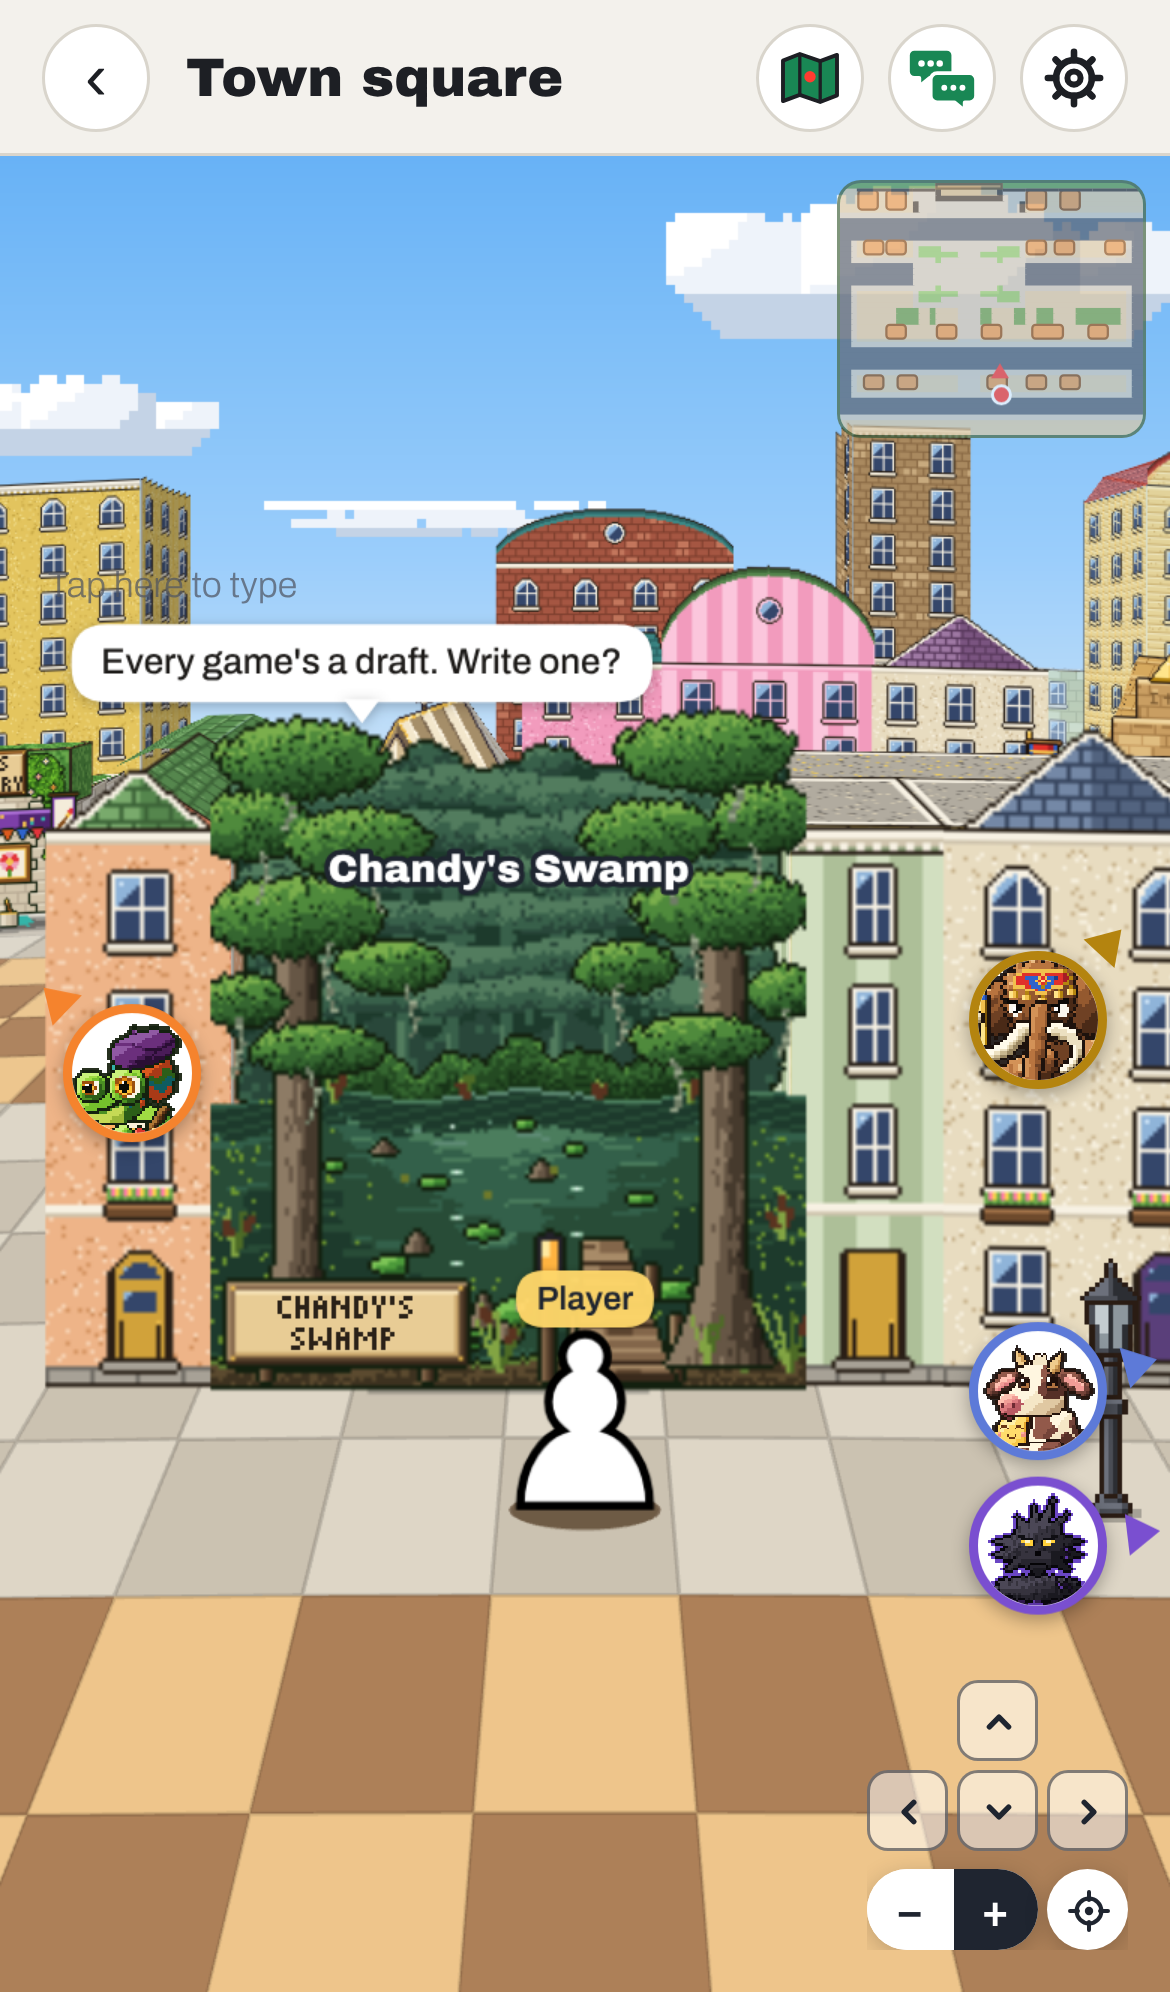 Town square
Tap here to type
Every game's a draft. Write one?
Chandy's Swamp
CHANDY'S
SWAMP
Player